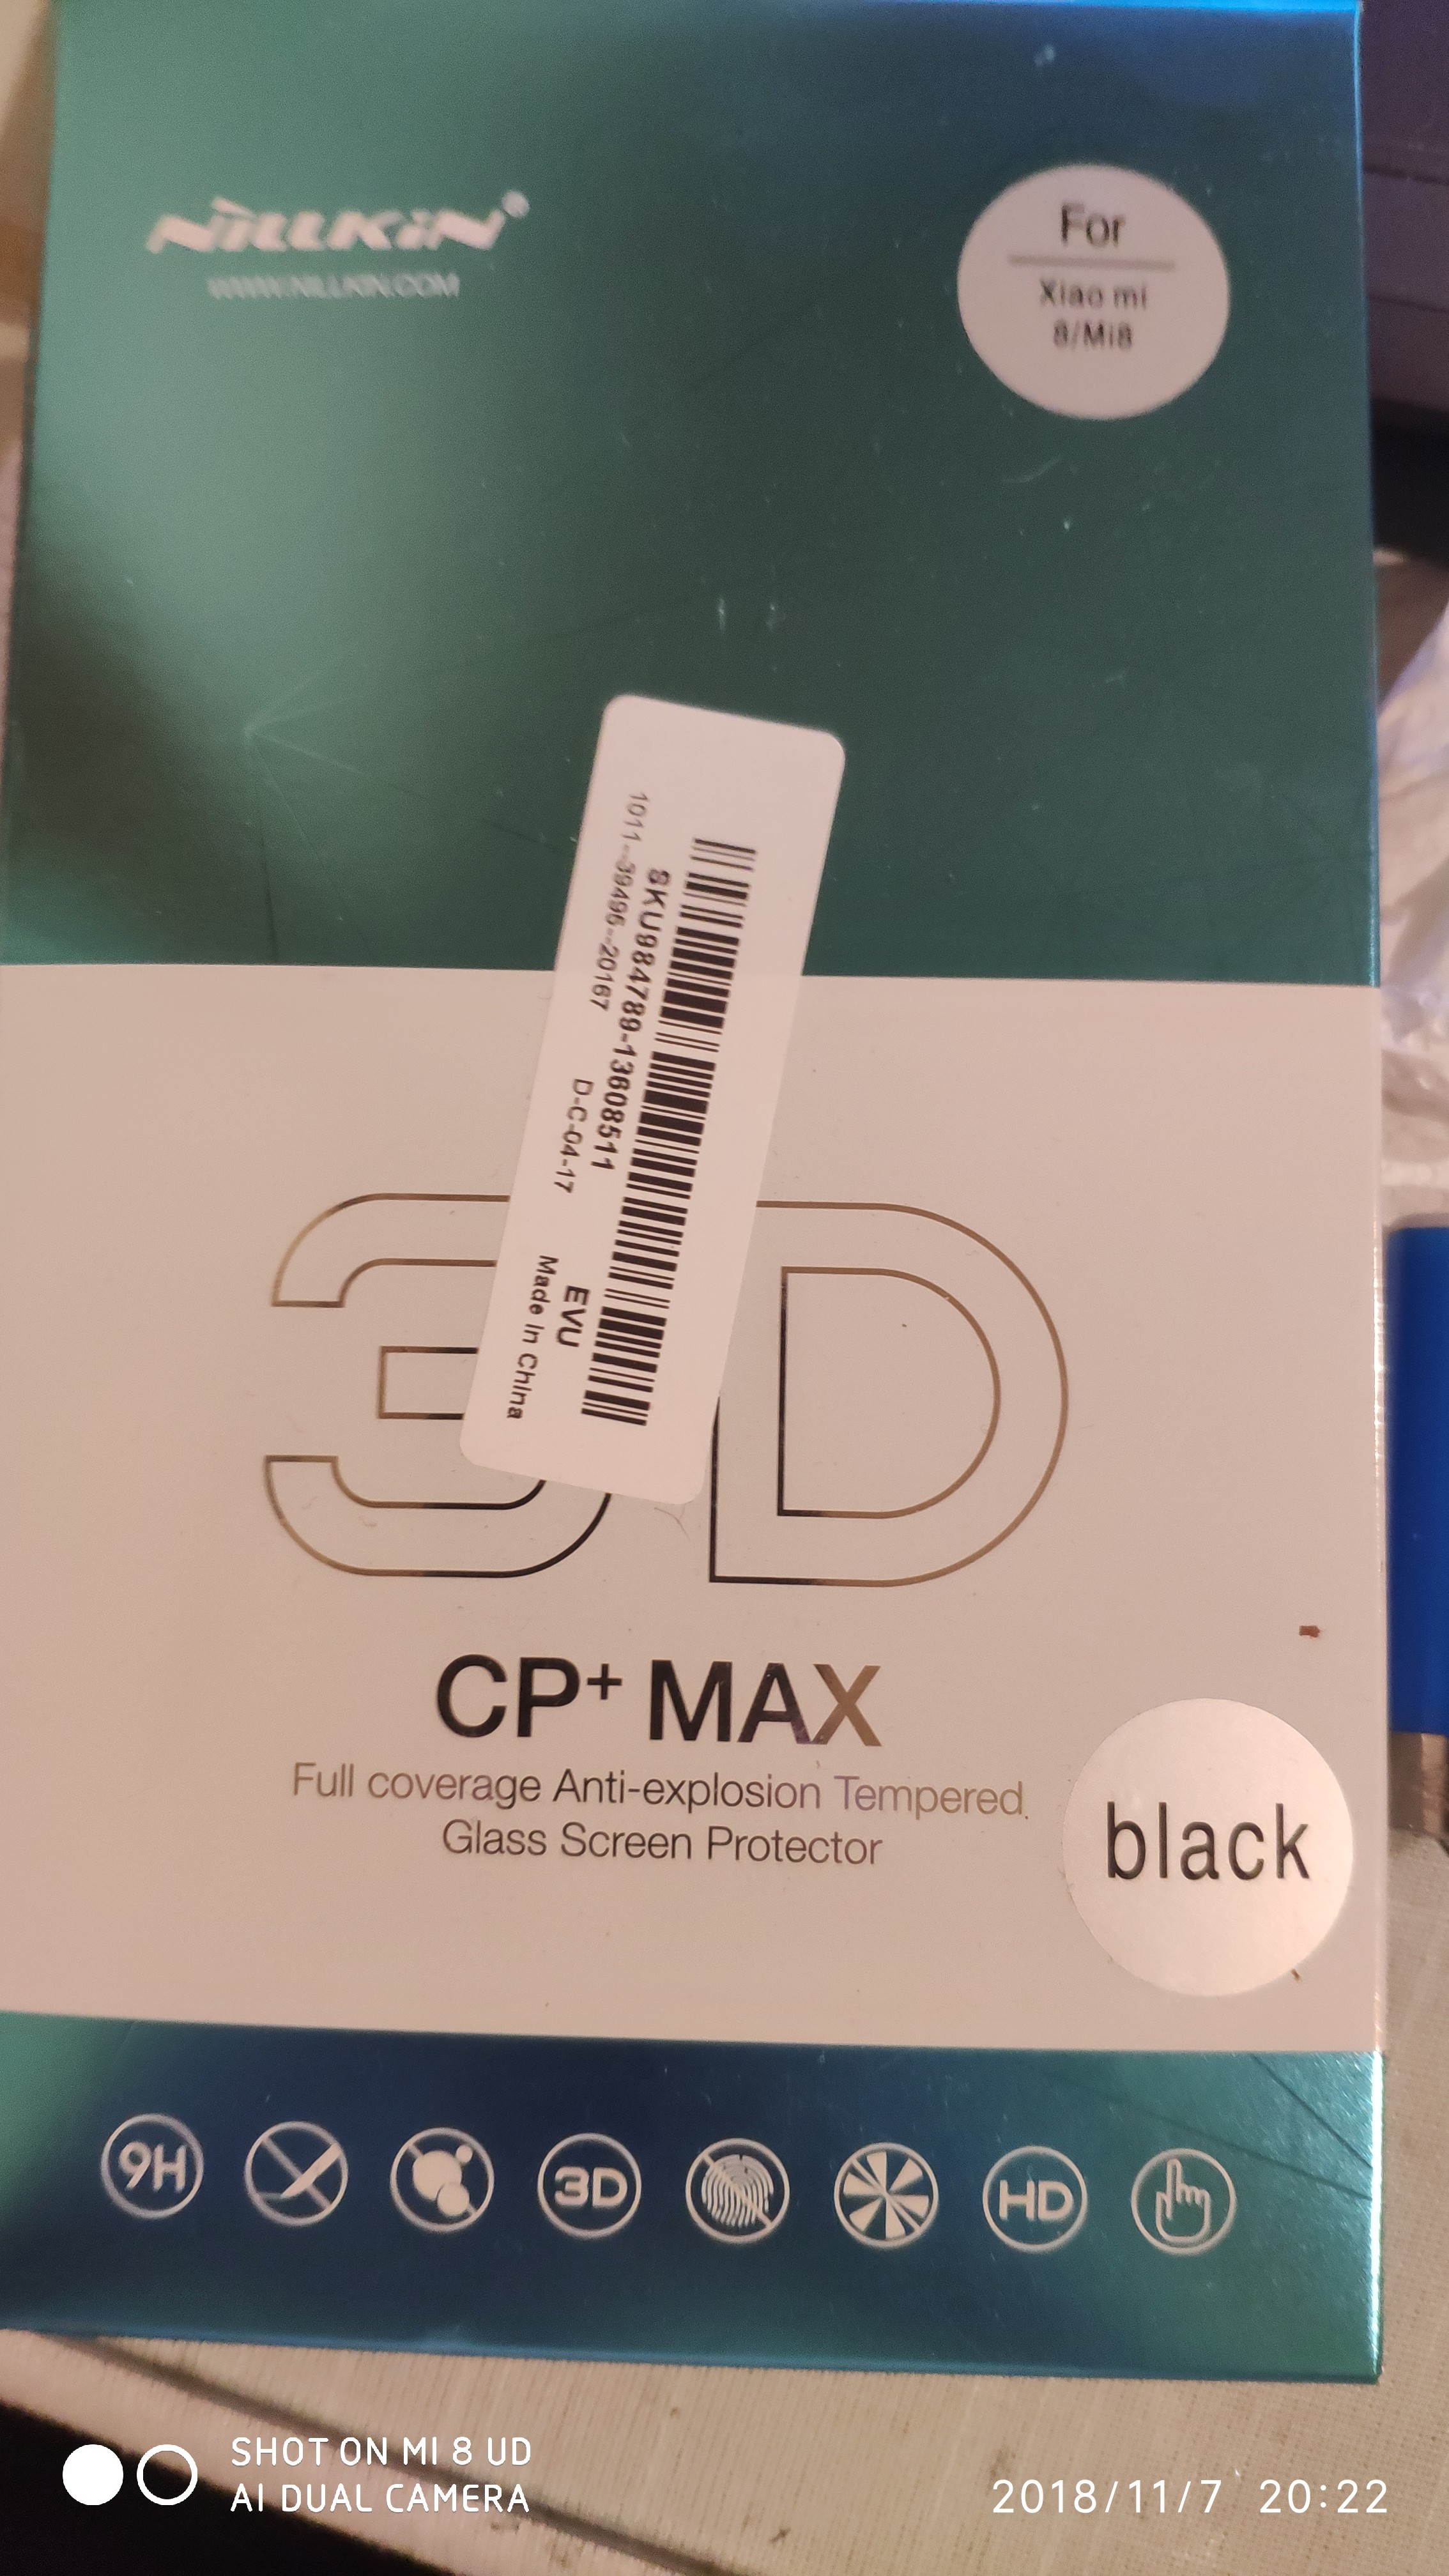 NiLLKiN®
WWW.NILLKIN.COM
For
Xiao mi
8/Mi8
SKU984789-1360511
1011--39496--20167 D-C-04-17
EVU
Made In China
3D
CP+ MAX
Full coverage Anti-explosion Tempered
Glass Screen Protector
black
9H
3D
HD
SHOT ON MI 8 UD
AI DUAL CAMERA
2018/11/7 20:22